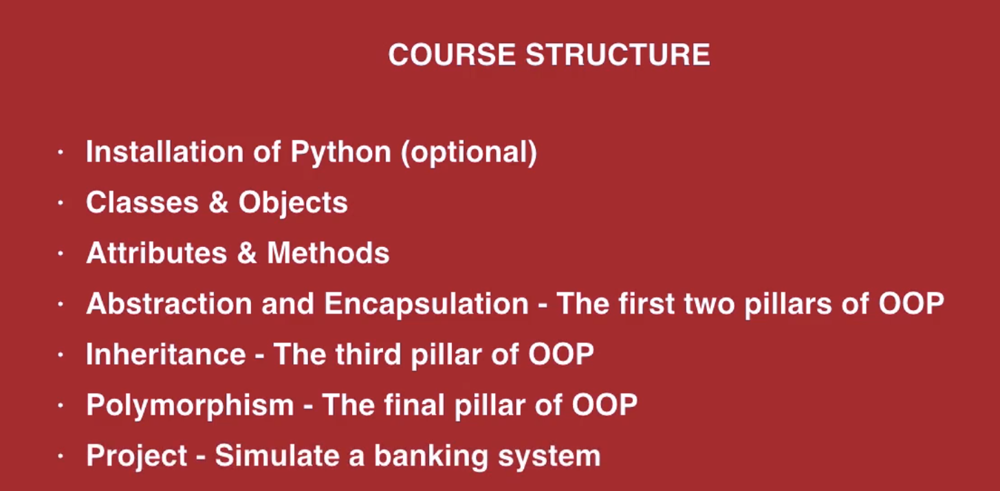 COURSE STRUCTURE
· Installation of Python (optional)
· Classes & Objects
· Attributes & Methods
· Abstraction and Encapsulation - The first two pillars of OOP
· Inheritance - The third pillar of OOP
· Polymorphism - The final pillar of OOP
· Project - Simulate a banking system